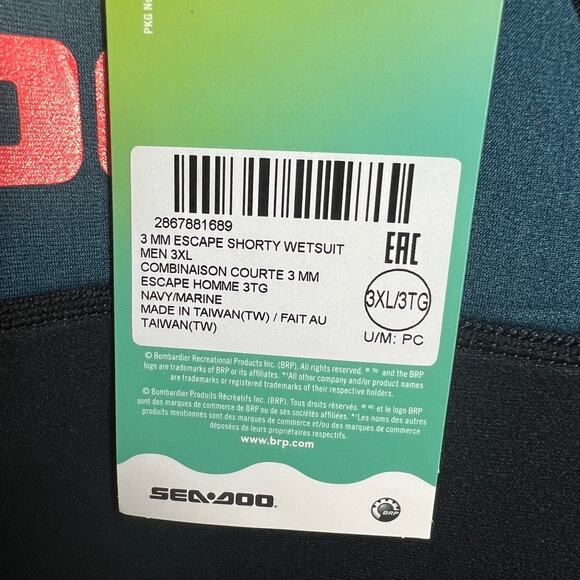 PKG No
2867881689
3 MM ESCAPE SHORTY WETSUIT
MEN 3XL
COMBINAISON COURTE 3 MM
ESCAPE HOMME 3TG
NAVY/MARINE
MADE IN TAIWAN(TW) / FAIT AU
TAIWAN(TW)
EAC
3XL/3TG
U/M: PC
© Bombardier Recreational Products Inc. (BRP). All rights reserved. ® ™ and the BRP
logo are trademarks of BRP or its affiliates. *†All other company and/or product names
are trademarks or registered trademarks of their respective holders.
© Bombardier Produits Récréatifs Inc. (BRP). Tous droits réservés. ® MC et le logo BRP
sont des marques de commerce de BRP ou de ses sociétés affiliées. *†Les noms des autres
produits mentionnés sont des marques de commerce et/ou des marques de commerce
déposées de leurs propriétaires respectifs.
www.brp.com
SEA-DOO
BRP